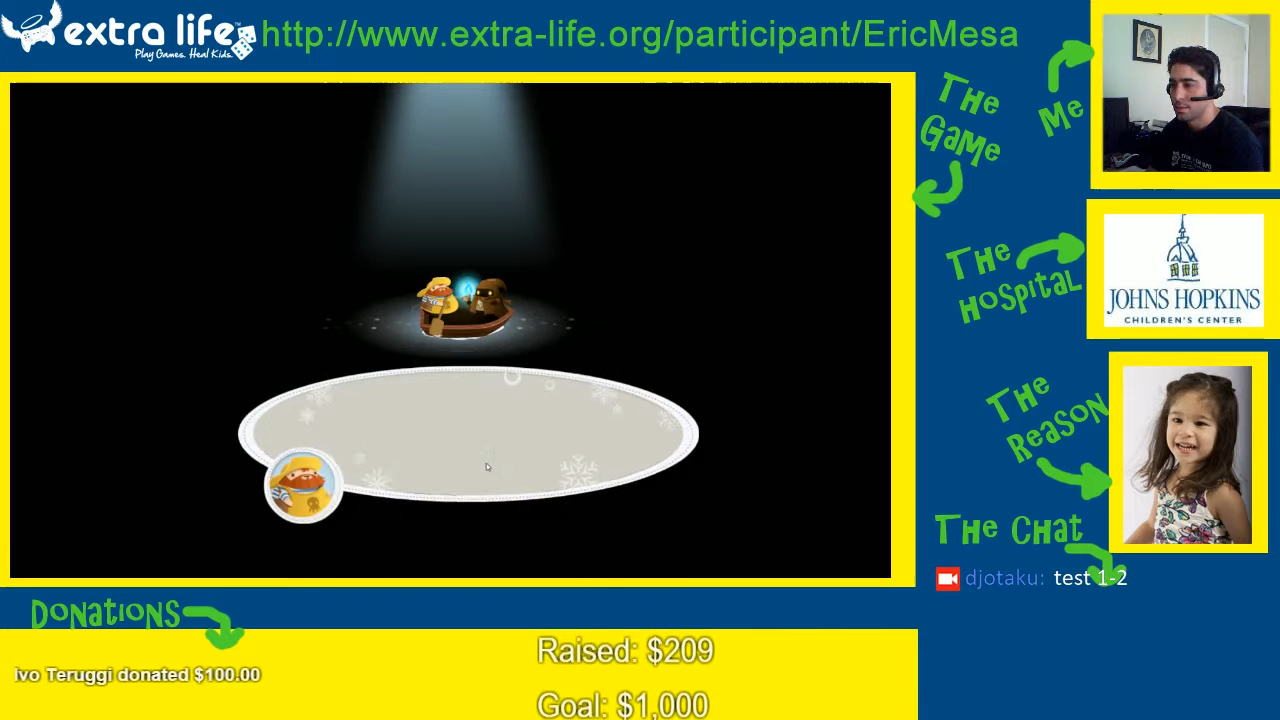 extra life™
Play Games. Heal Kids.
http://www.extra-life.org/participant/EricMesa
The
Game
Me
The
Hospital
JOHNS HOPKINS
CHILDREN'S CENTER
The
Reason
The Chat
djotaku: test 1-2
Donations
Ivo Teruggi donated $100.00
Raised: $209
Goal: $1,000